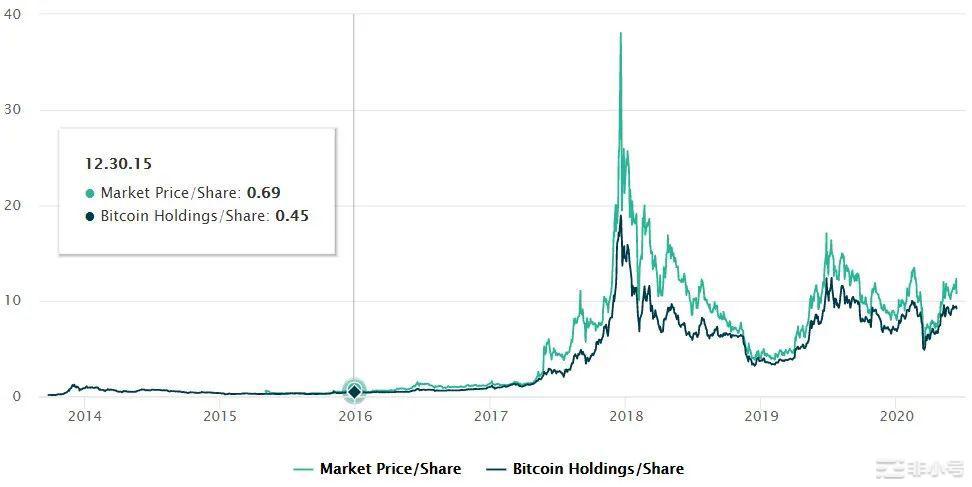 40
30
20
10
0
12.30.15
Market Price/Share: 0.69
Bitcoin Holdings/Share: 0.45
2014 2015 2016 2017 2018 2019 2020
Market Price/Share Bitcoin Holdings/Share
非小号